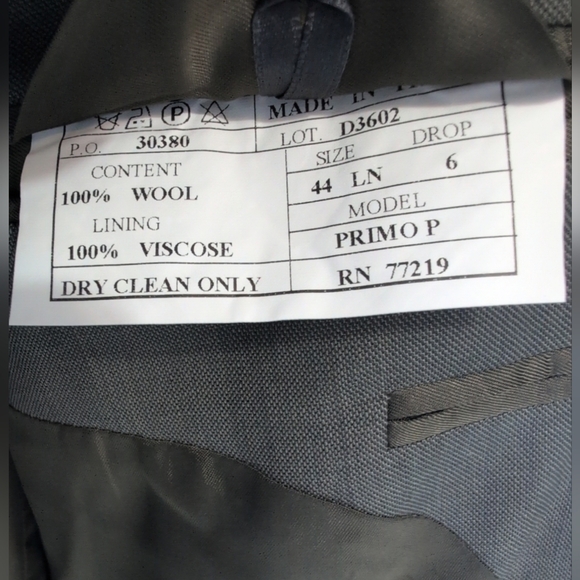 MADE IN
P.O. 30380
LOT. D3602
CONTENT
100% WOOL
LINING
100% VISCOSE
DRY CLEAN ONLY
SIZE DROP
44 LN 6
MODEL
PRIMO P
RN 77219